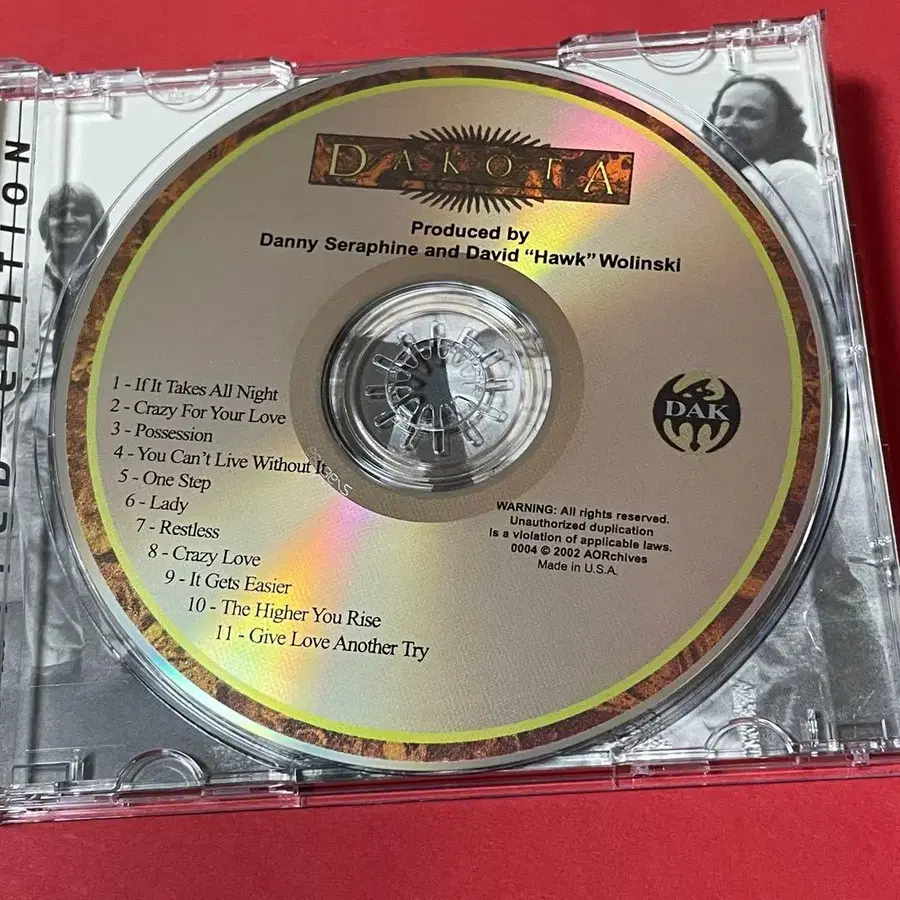 DAKOTA
Produced by
Danny Seraphine and David “Hawk” Wolinski
1 - If It Takes All Night
2 - Crazy For Your Love
3 - Possession
4 - You Can't Live Without It
5 - One Step
6 - Lady
7 - Restless
8 - Crazy Love
9 - It Gets Easier
10 - The Higher You Rise
11 - Give Love Another Try
DAK
WARNING: All rights reserved.
Unauthorized duplication
is a violation of applicable laws.
0004 © 2002 AORchives
Made in U.S.A.
eDITION